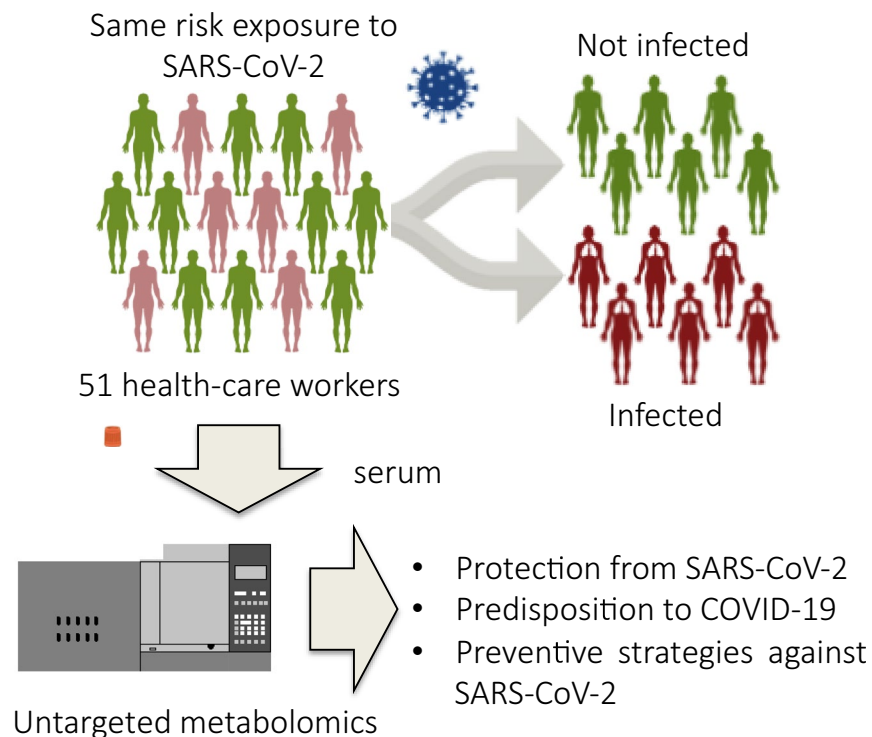 Same risk exposure to
SARS-CoV-2
Not infected
51 health-care workers
Infected
serum
• Protection from SARS-CoV-2
• Predisposition to COVID-19
• Preventive strategies against
SARS-CoV-2
Untargeted metabolomics